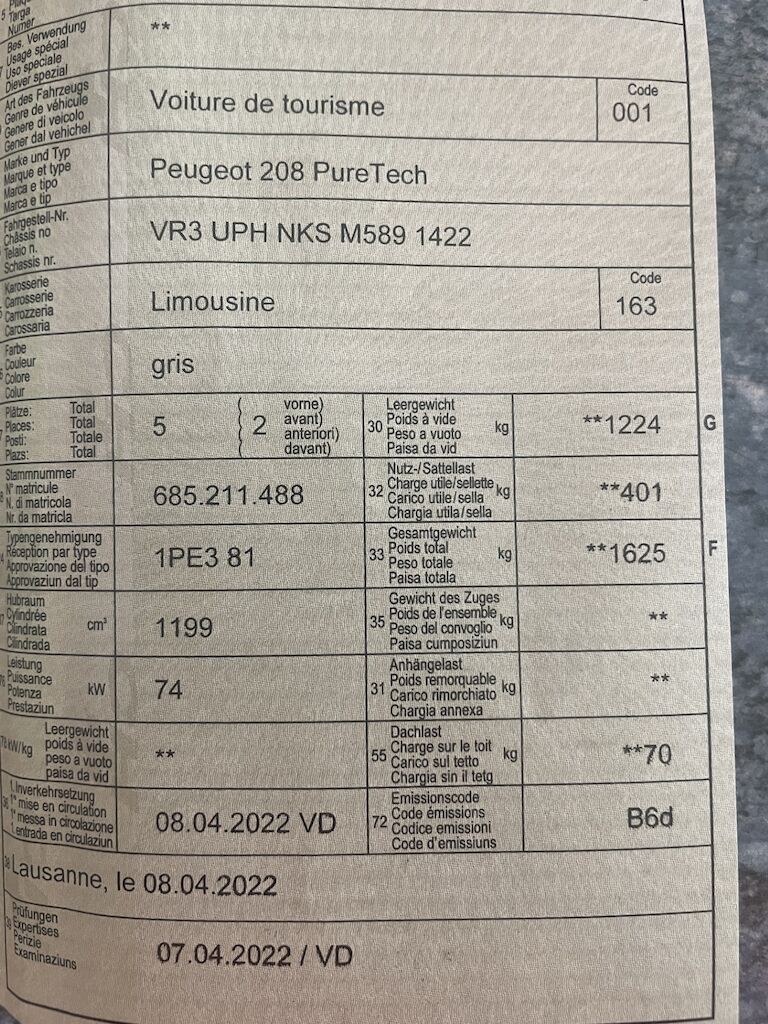 Targa
Numer
Bes. Verwendung
Usage spécial
Uso speciale
Diever spezial
**
Art des Fahrzeugs
Genre de véhicule
Genere di veicolo
Gener dal vehichel
Voiture de tourisme
Code
001
Marke und Typ
Marque et type
Marca e tipo
Marca e tip
Peugeot 208 PureTech
Fahrgestell-Nr.
Châssis no
Telaio n.
Schassis nr.
VR3 UPH NKS M589 1422
Karosserie
Carrosserie
Carrozzeria
Carossaria
Limousine
Code
163
Farbe
Couleur
Colore
Colur
gris
Plätze: Total
Places: Total
Posti: Totale
Plazs: Total
5
( 2 vorne)
( avant)
( anteriori)
( davant)
30 Leergewicht
Poids à vide
Peso a vuoto
Paisa da vid
kg
**1224
G
Stammnummer
N° matricule
N. di matricola
Nr. da matricla
685.211.488
32 Nutz-/Sattellast
Charge utile/sellette
Carico utile/sella
Chargia utila/sella
kg
**401
Typengenehmigung
Réception par type
Approvazione del tipo
Approvaziun dal tip
1PE3 81
33 Gesamtgewicht
Poids total
Peso totale
Paisa totala
kg
**1625
F
Hubraum
Cylindrée
Cilindrata
Cilindrada
cm³
1199
35 Gewicht des Zuges
Poids de l'ensemble
Peso del convoglio
Paisa cumposiziun
kg
**
Leistung
Puissance
Potenza
Prestaziun
kW
74
31 Anhängelast
Poids remorquable
Carico rimorchiato
Chargia annexa
kg
**
kW/kg
Leergewicht
poids à vide
peso a vuoto
paisa da vid
**
55 Dachlast
Charge sur le toit
Carico sul tetto
Chargia sin il tetg
kg
**70
1. Inverkehrsetzung
1re mise en circulation
1a messa in circolazione
1a entrada en circulaziun
08.04.2022 VD
72 Emissionscode
Code émissions
Codice emissioni
Code d'emissiuns
B6d
38 Lausanne, le 08.04.2022
39 Prüfungen
Expertises
Perizie
Examinaziuns
07.04.2022 / VD